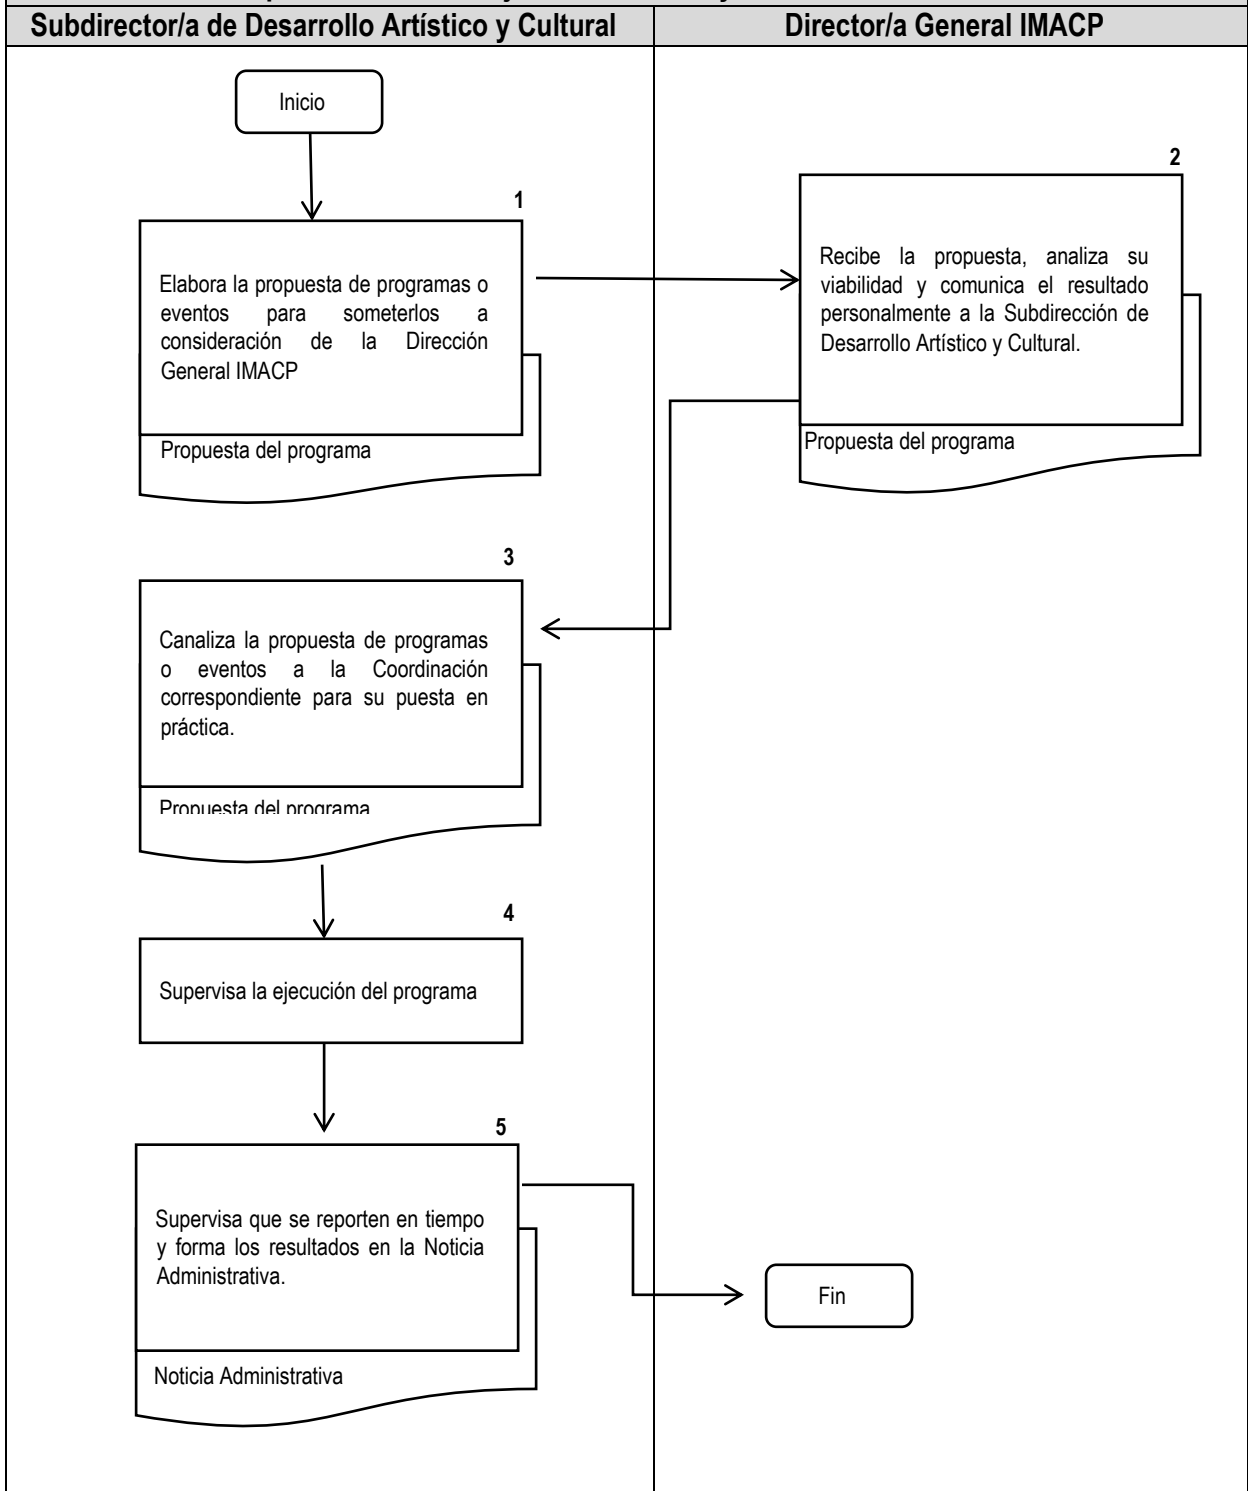 Subdirector/a de Desarrollo Artístico y Cultural
Director/a General IMACP
Inicio
1
Elabora la propuesta de programas o
eventos para someterlos a
consideración de la Dirección
General IMACP
Propuesta del programa
2
Recibe la propuesta, analiza su
viabilidad y comunica el resultado
personalmente a la Subdirección de
Desarrollo Artístico y Cultural.
Propuesta del programa
3
Canaliza la propuesta de programas
o eventos a la Coordinación
correspondiente para su puesta en
práctica.
Propuesta del programa
4
Supervisa la ejecución del programa
5
Supervisa que se reporten en tiempo
y forma los resultados en la Noticia
Administrativa.
Noticia Administrativa
Fin